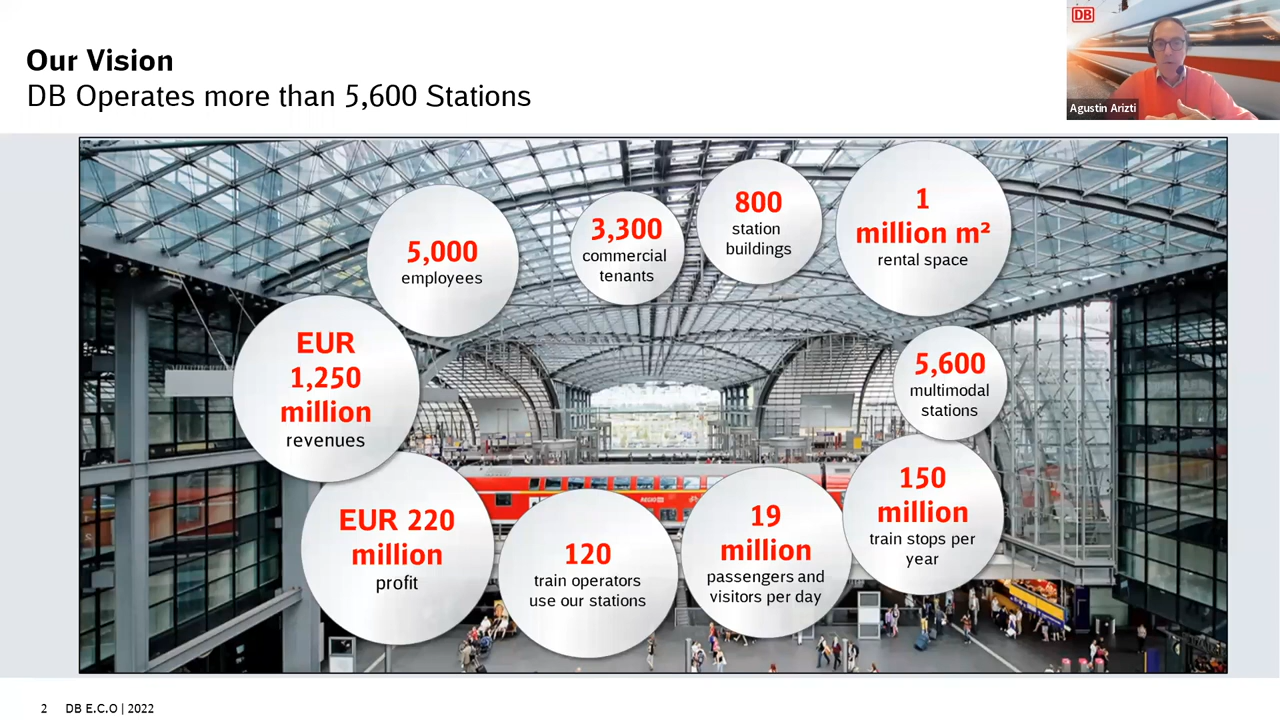 Our Vision
DB Operates more than 5,600 Stations
DB
Agustin Arizti
5,000
employees
3,300
commercial
tenants
800
station
buildings
1
million m²
rental space
EUR
1,250
million
revenues
5,600
multimodal
stations
EUR 220
million
profit
120
train operators
use our stations
19
million
passengers and
visitors per day
150
million
train stops per
year
2 DB E.C.O | 2022